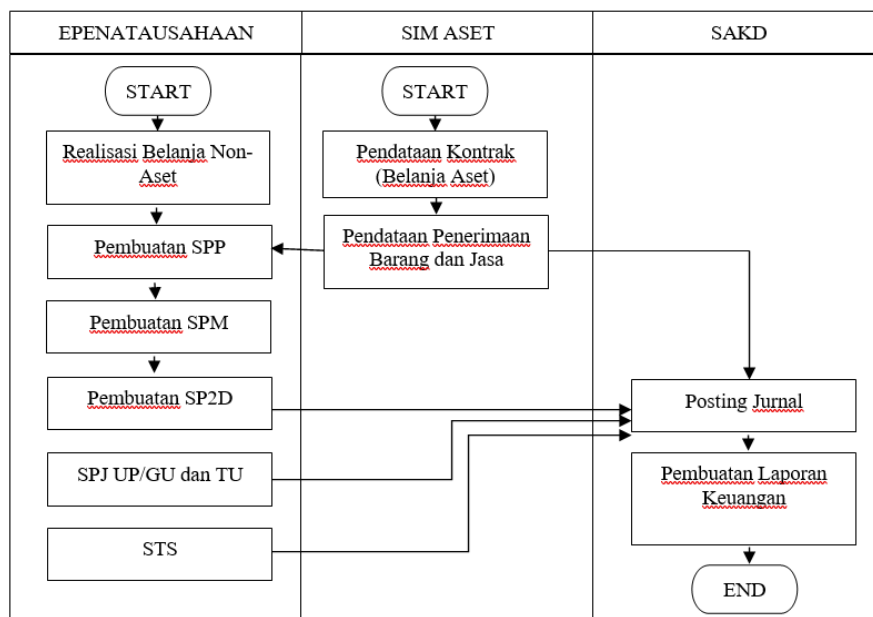 EPENATAUSAHAAN
SIM ASET
SAKD
START
Realisasi Belanja Non-
Aset
Pembuatan SPP
Pembuatan SPM
Pembuatan SP2D
SPJ UP/GU dan TU
STS
START
Pendataan Kontrak
(Belanja Aset)
Pendataan Penerimaan
Barang dan Jasa
Posting Jurnal
Pembuatan Laporan
Keuangan
END